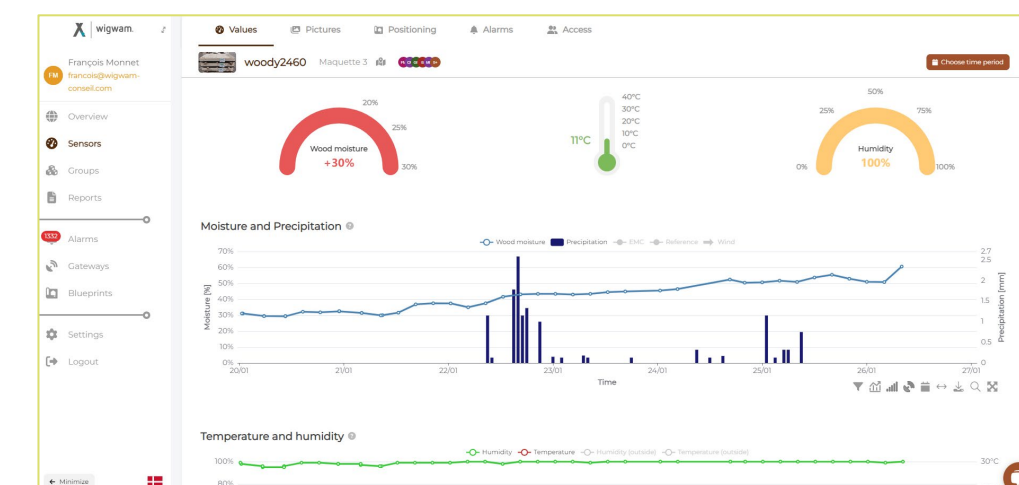 wigwam.
Values
Pictures
Positioning
Alarms
Access
FM
François Monnet
francois@wigwam-
conseil.com
woody2460
Maquette 3
Choose time period
Overview
Sensors
Groups
Reports
1332
Alarms
Gateways
Blueprints
Settings
Logout
← Minimize
20%
25%
30%
Wood moisture
+30%
11°C
40°C
30°C
20°C
10°C
0°C
0%
25%
50%
75%
100%
Humidity
100%
Moisture and Precipitation
Wood moisture
Precipitation
EMC
Reference
Wind
70%
60%
50%
40%
30%
20%
10%
0%
Moisture [%]
2.7
2.5
2
1.5
1
0.5
0
Precipitation [mm]
20/01
21/01
22/01
23/01
24/01
25/01
26/01
27/01
Time
Temperature and humidity
Humidity
Temperature
Humidity (outside)
Temperature (outside)
100%
80%
30°C